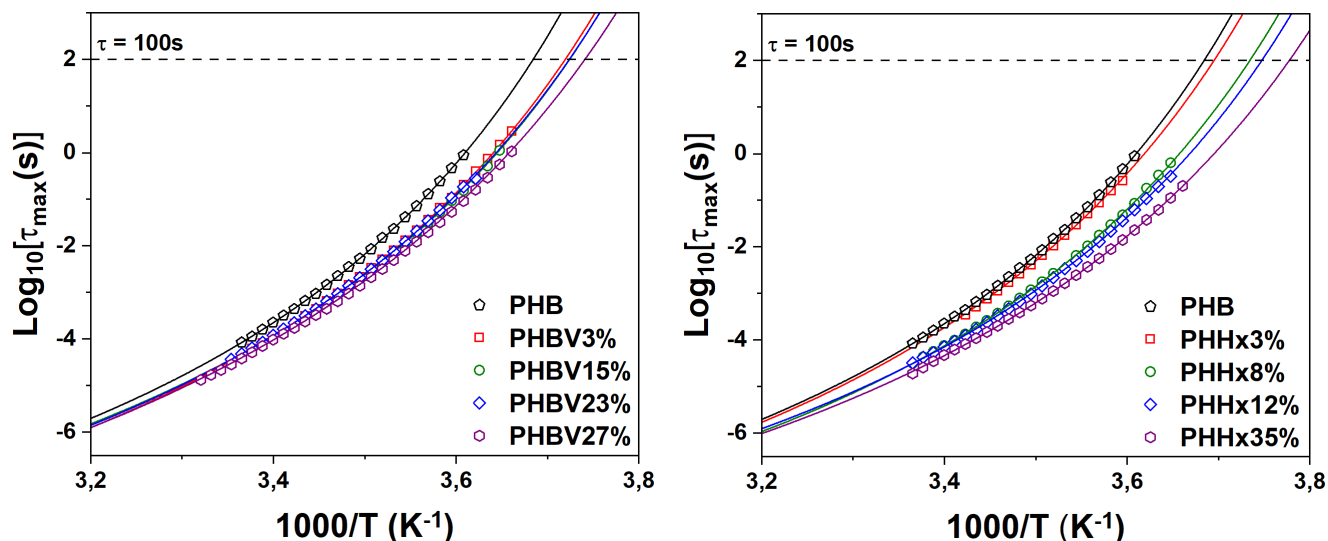 τ = 100s
2
0
-2
-4
-6
Log10[τmax(s)]
PHB
PHBV3%
PHBV15%
PHBV23%
PHBV27%
3,2
3,4
3,6
3,8
1000/T (K-1)
τ = 100s
2
0
-2
-4
-6
Log10[τmax(s)]
PHB
PHHx3%
PHHx8%
PHHx12%
PHHx35%
3,2
3,4
3,6
3,8
1000/T (K-1)